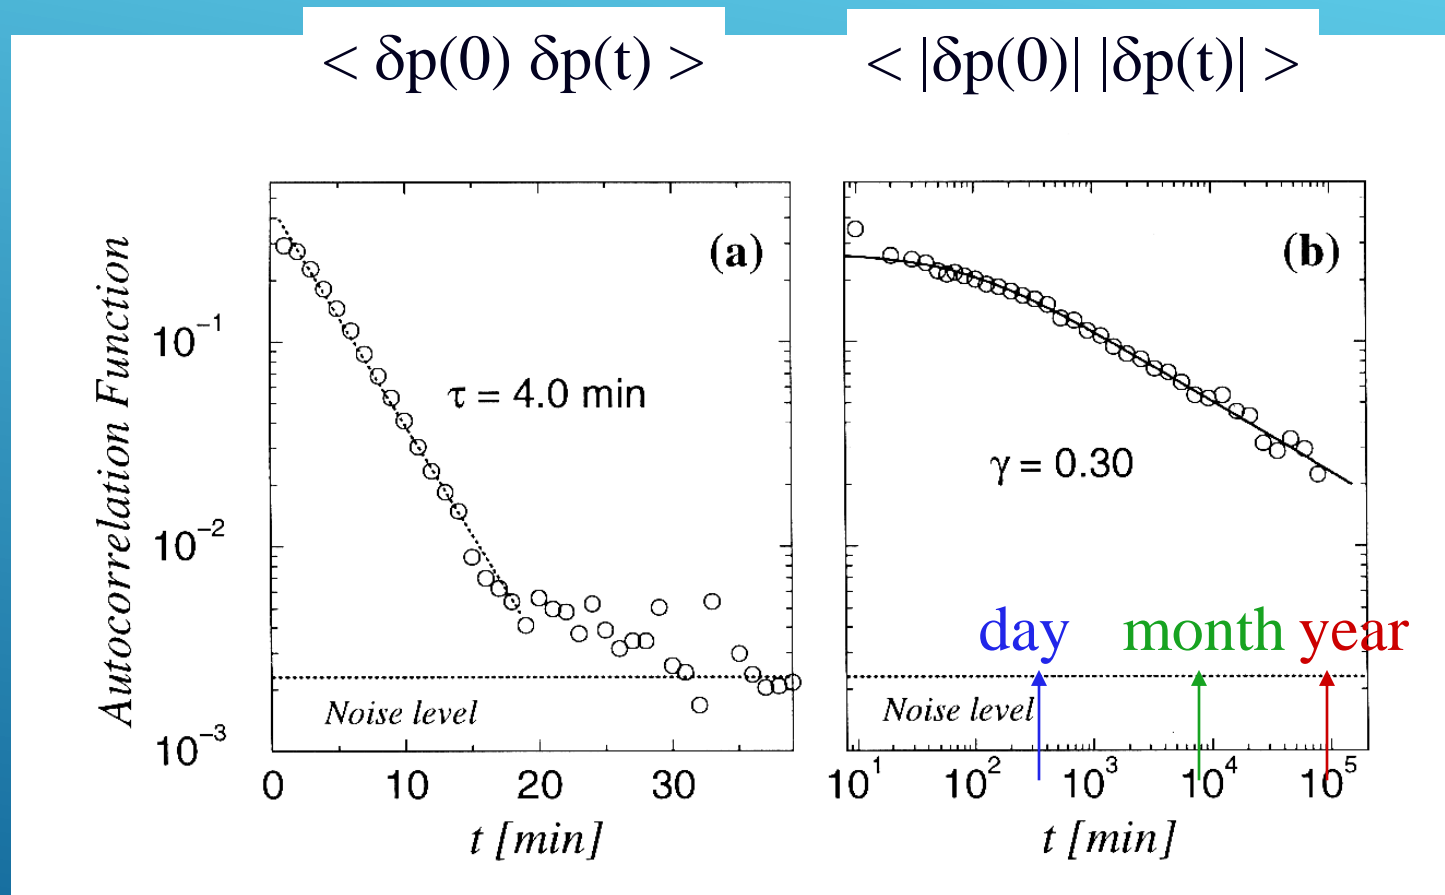 < δp(0) δp(t) >
< |δp(0)| |δp(t)| >
Autocorrelation Function
10⁻¹
10⁻²
10⁻³
(a)
τ = 4.0 min
Noise level
0 10 20 30
t [min]
(b)
γ = 0.30
day month year
Noise level
10¹ 10² 10³ 10⁴ 10⁵
t [min]